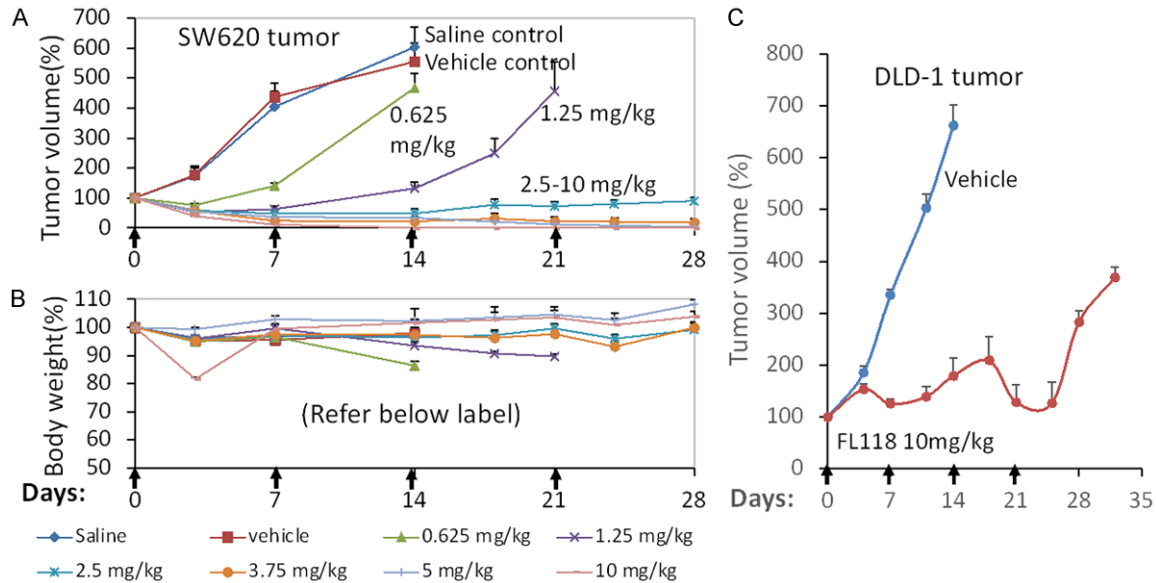 A
SW620 tumor
Tumor volume(%)
700
600
500
400
300
200
100
0
Saline control
Vehicle control
0.625
mg/kg
1.25 mg/kg
2.5-10 mg/kg
0 7 14 21 28
B
Body weight(%)
110
100
90
80
70
60
50
(Refer below label)
Days: 0 7 14 21 28
Saline vehicle 0.625 mg/kg 1.25 mg/kg
2.5 mg/kg 3.75 mg/kg 5 mg/kg 10 mg/kg
C
DLD-1 tumor
Tumor volume (%)
800
700
600
500
400
300
200
100
0
Vehicle
FL118 10mg/kg
Days: 0 7 14 21 28 35